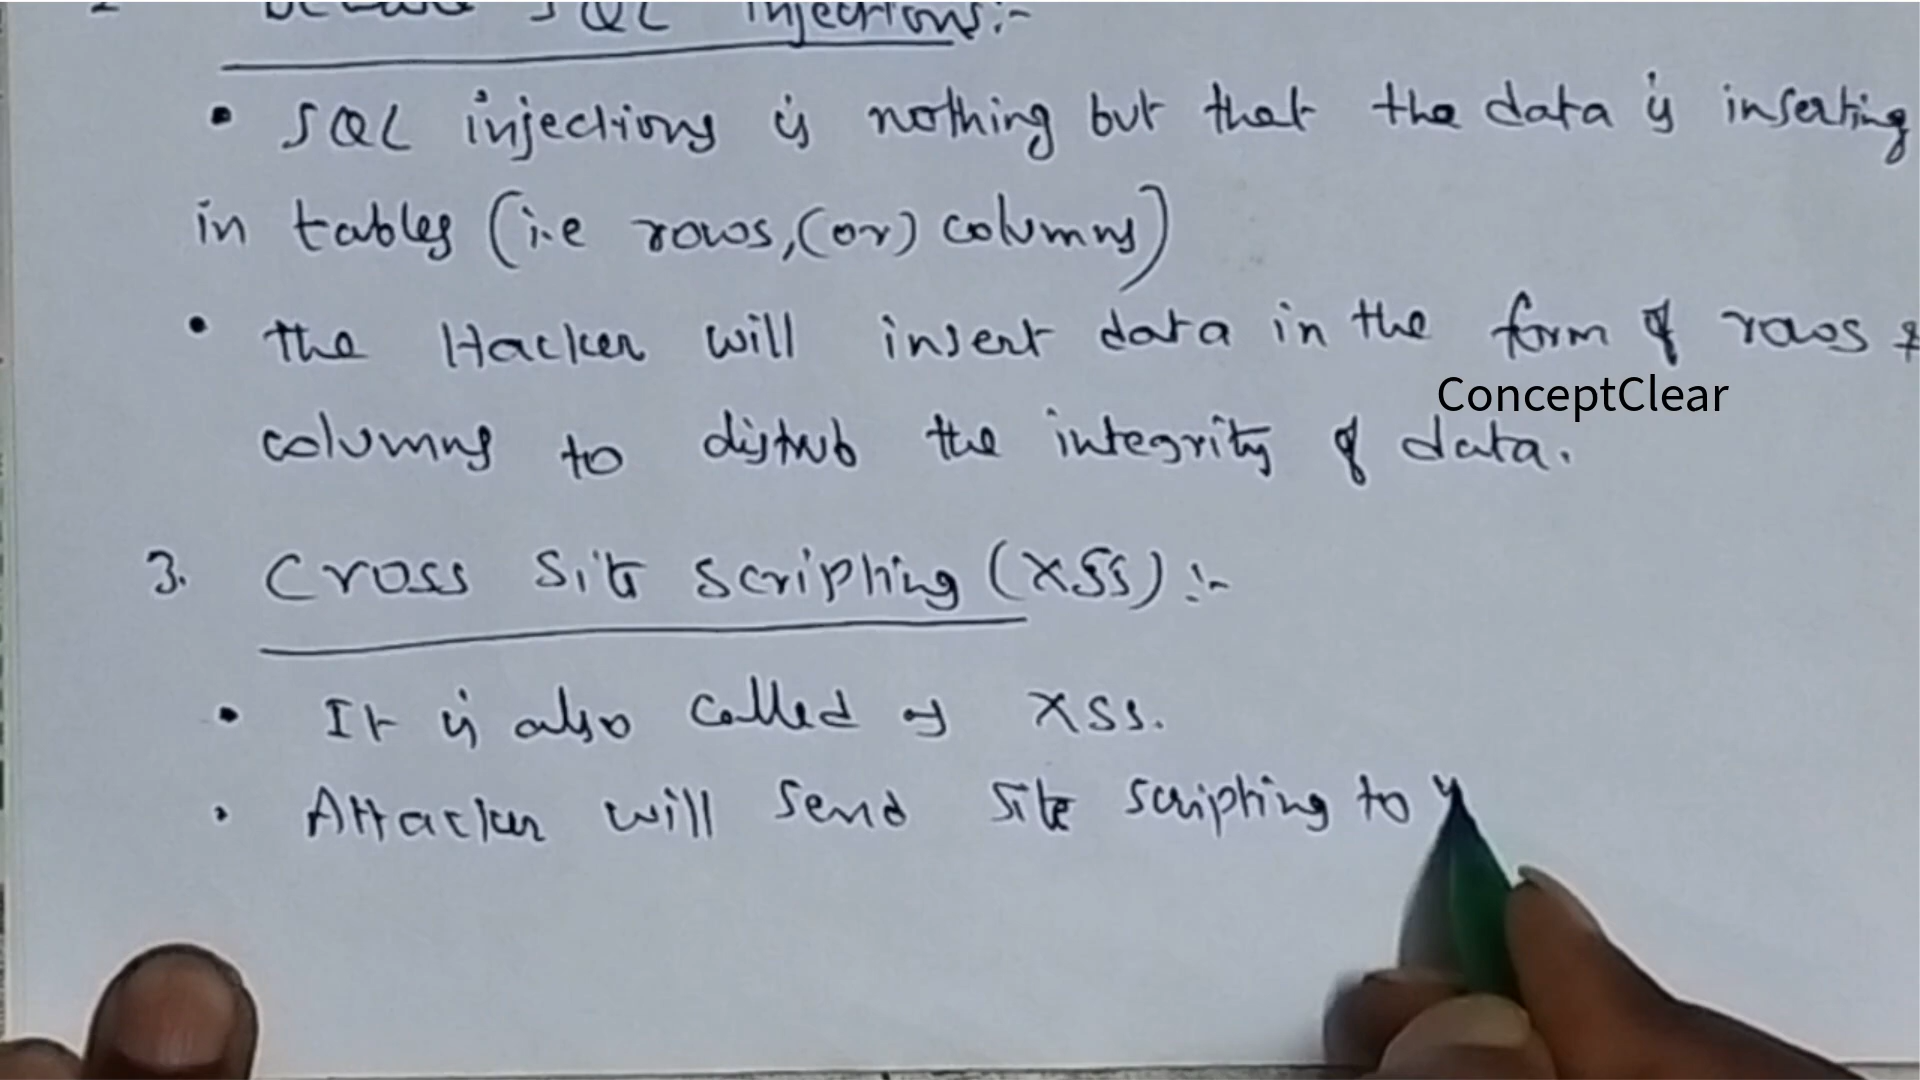 SQL injections:-
• SQL injections is nothing but that the data is inserting
in tables (i.e rows,(or) columns)
• the Hacker will insert data in the form of rows &
ConceptClear
columns to distrub the integrity of data.
3. Cross Site Scripting (XSS):-
• It is also called as XSS.
• Attacker will send Site scripting to